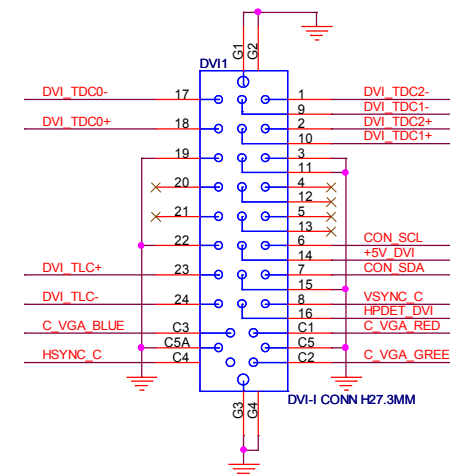 G1 G2
DVI1
DVI_TDC0- 17 1 DVI_TDC2-
9 DVI_TDC1-
DVI_TDC0+ 18 2 DVI_TDC2+
10 DVI_TDC1+
19 3
11
20 4
12
21 5
13
22 6 CON_SCL
14 +5V_DVI
DVI_TLC+ 23 7 CON_SDA
15
DVI_TLC- 24 8 VSYNC_C
16 HPDET_DVI
C_VGA_BLUE C3 C1 C_VGA_RED
C5A C5
HSYNC_C C4 C2 C_VGA_GREE
DVI-I CONN H27.3MM
G3 G4